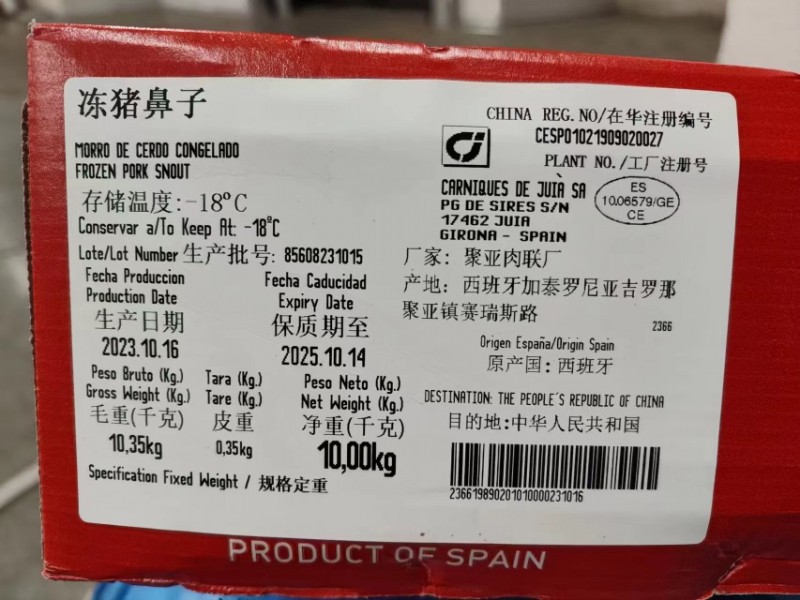 冻猪鼻子
MORRO DE CERDO CONGELADO
FROZEN PORK SNOUT
存储温度:-18ºC
Conservar a/To Keep At: -18ºC
Lote/Lot Number 生产批号: 85608231015
Fecha Produccion
Production Date
生产日期
2023.10.16
Fecha Caducidad
Expiry Date
保质期至
2025.10.14
Peso Bruto (Kg.)
Gross Weight (Kg.)
毛重(千克)
10,35kg
Tara (Kg.)
Tare (Kg.)
皮重
0,35kg
Peso Neto (Kg.)
Net Weight (Kg.)
净重(千克)
10,00kg
Specification Fixed Weight / 规格定重
CHINA REG. NO/在华注册编号
CESP01021909020027
PLANT NO./工厂注册号
CARNIQUES DE JUIA SA
PG DE SIRES S/N
17462 JUIA
GIRONA - SPAIN
ES
10.06579/GE
CE
厂家: 聚亚肉联厂
产地: 西班牙加泰罗尼亚吉罗那
聚亚镇赛瑞斯路
2366
Origen España/Origin Spain
原产国: 西班牙
DESTINATION: THE PEOPLE'S REPUBLIC OF CHINA
目的地:中华人民共和国
2366198902010100000231016
PRODUCT OF SPAIN